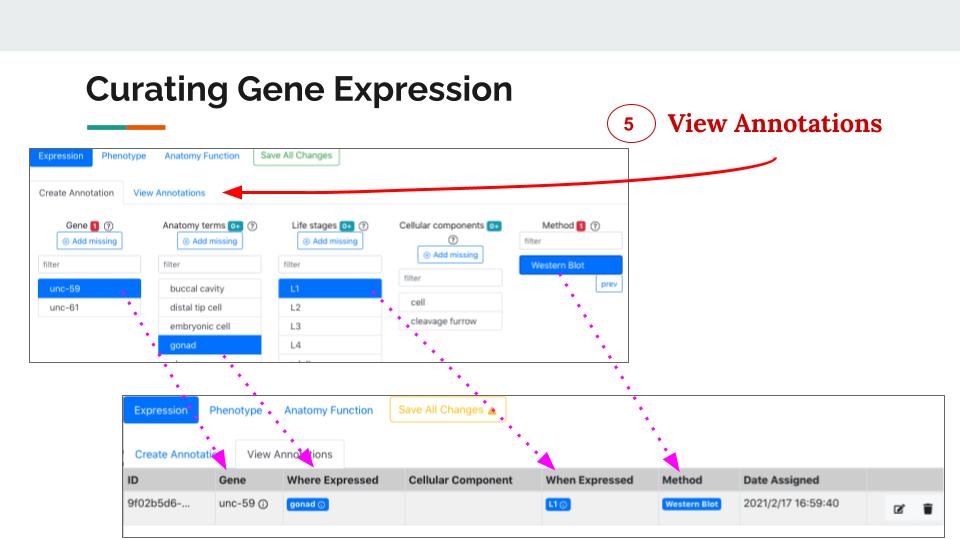 Curating Gene Expression
5 View Annotations
Expression Phenotype Anatomy Function Save All Changes
Create Annotation View Annotations
Gene 1 Anatomy terms 0+ Life stages 0+ Cellular components 0+ Method 1
Add missing Add missing Add missing filter
Add missing
filter filter filter Western Blot
filter
prev
unc-59 buccal cavity L1
cell
unc-61 distal tip cell L2
cleavage furrow
embryonic cell L3
gonad L4
Expression Phenotype Anatomy Function Save All Changes
Create Annotation View Annotations
ID Gene Where Expressed Cellular Component When Expressed Method Date Assigned
9f02b5d6-... unc-59 gonad L1 Western Blot 2021/2/17 16:59:40